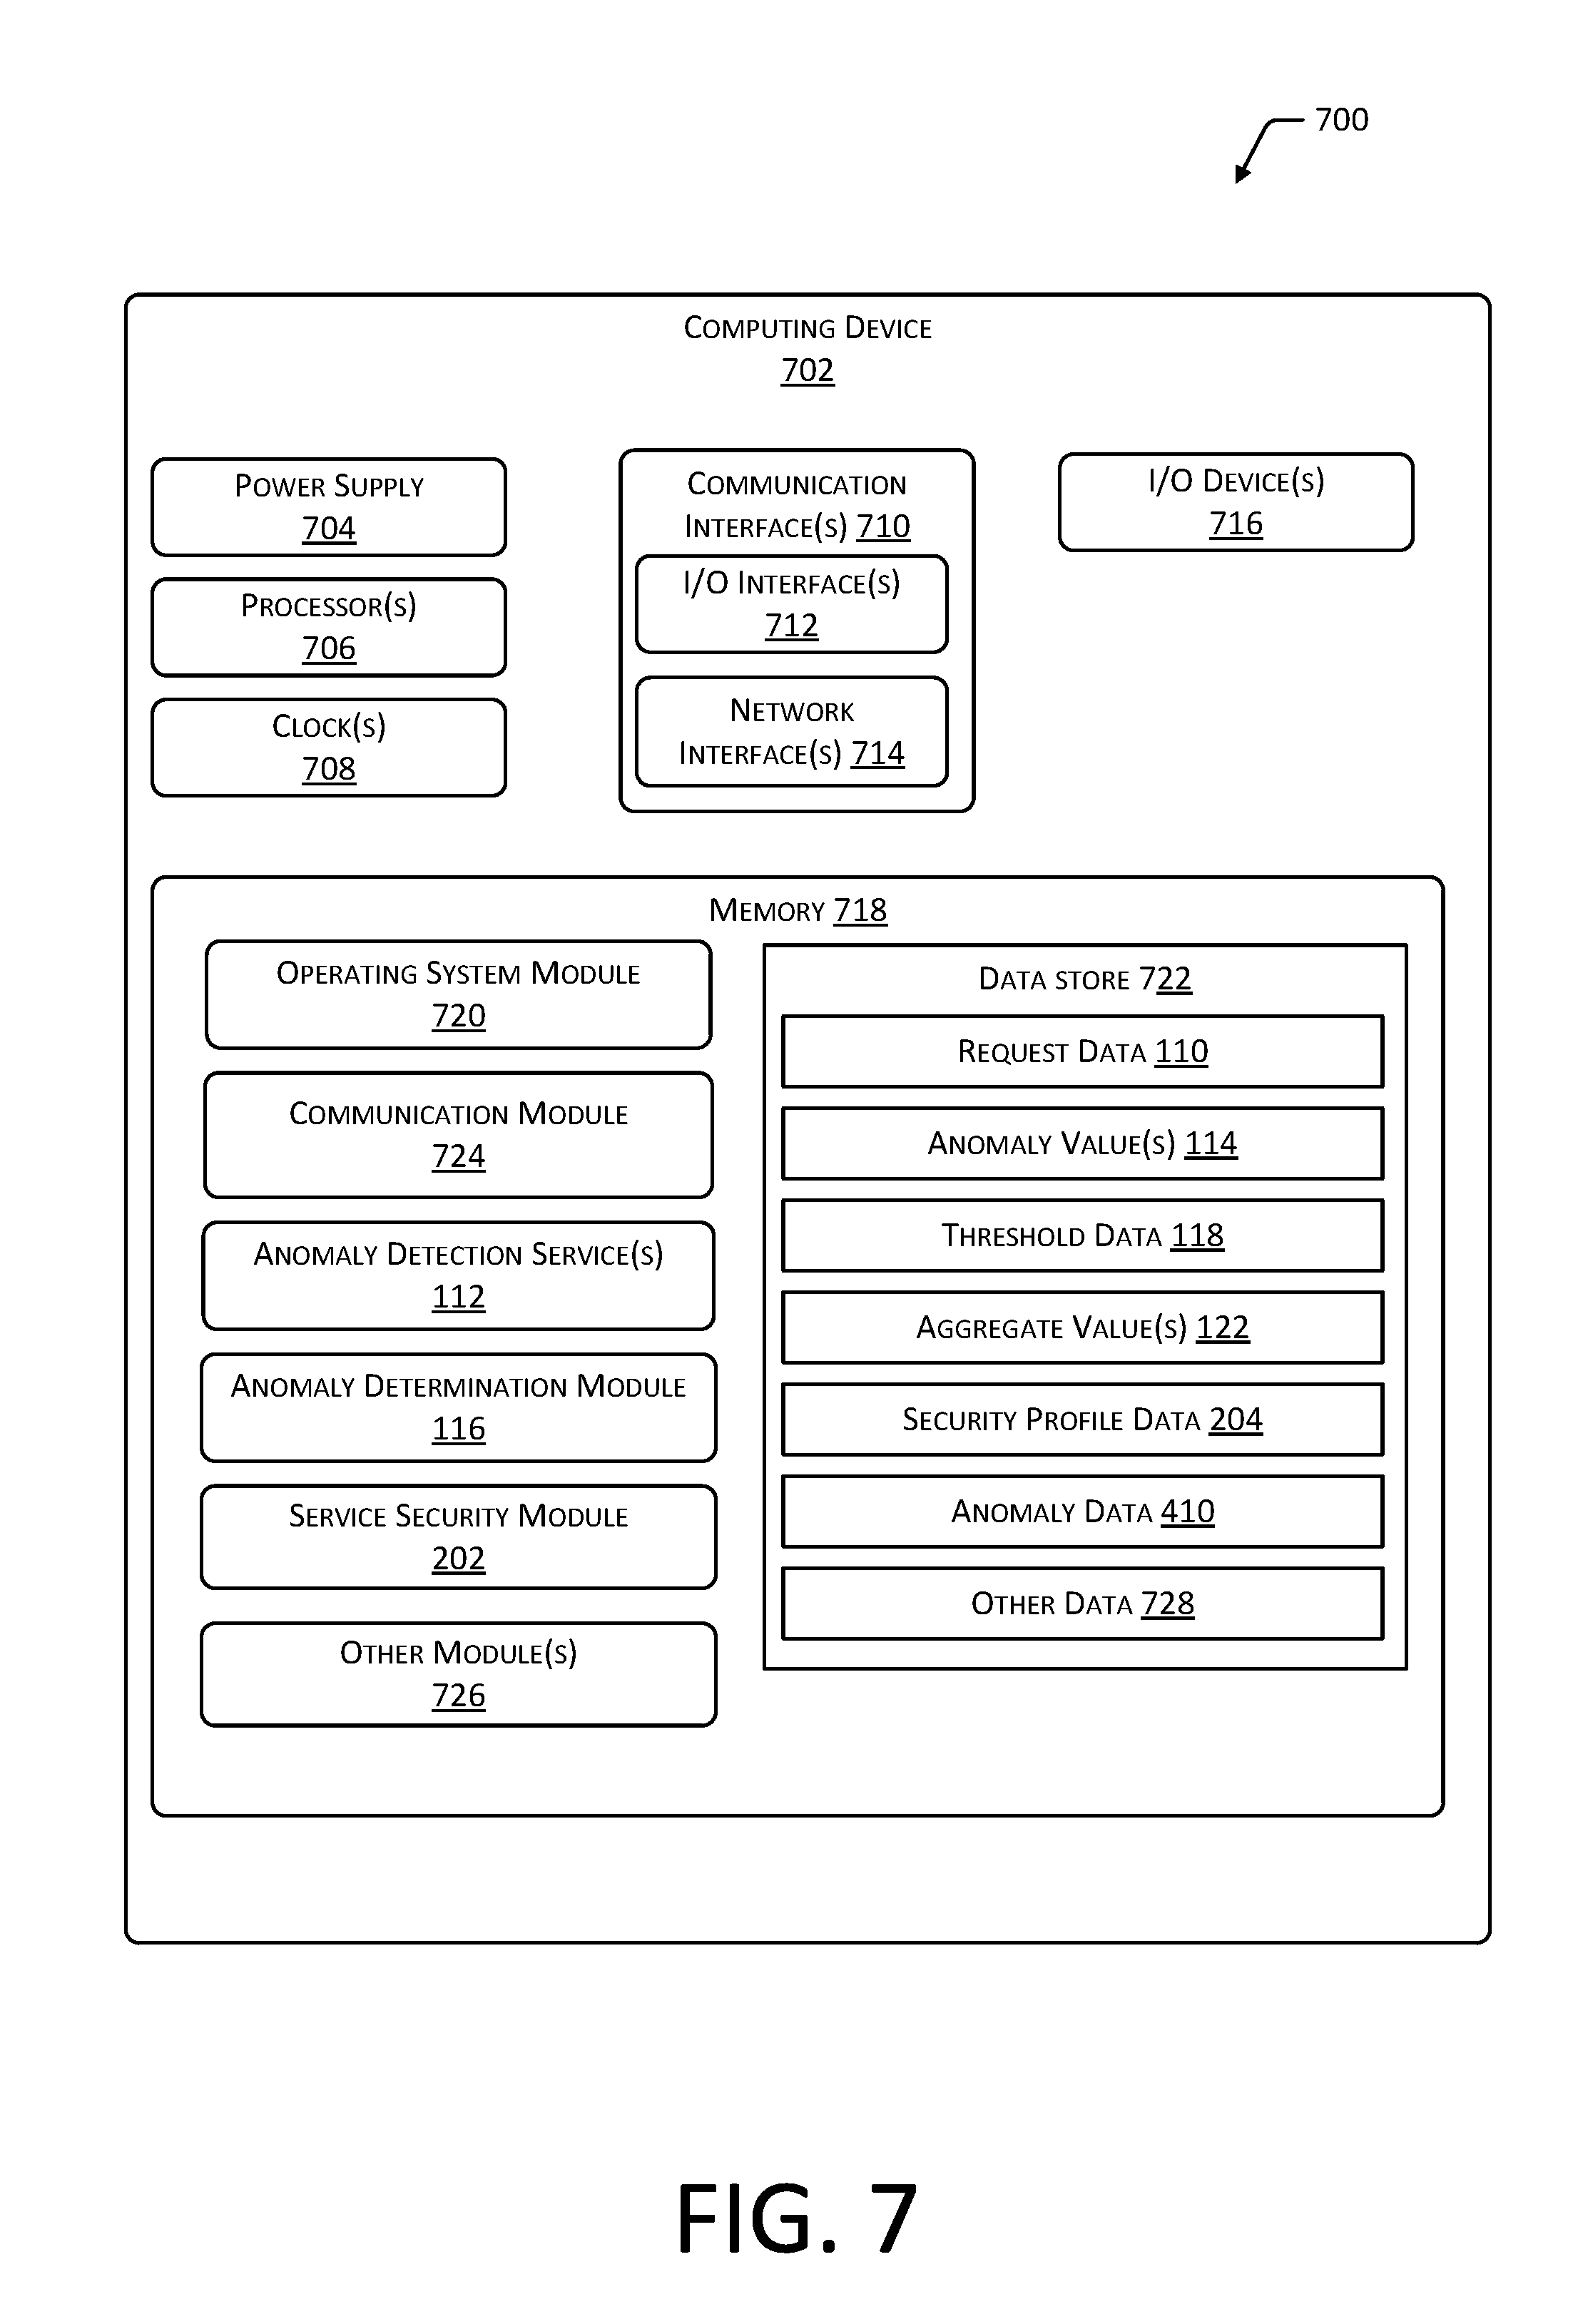 700
COMPUTING DEVICE
702
POWER SUPPLY
704
PROCESSOR(S)
706
CLOCK(S)
708
COMMUNICATION
INTERFACE(S) 710
I/O INTERFACE(S)
712
NETWORK
INTERFACE(S) 714
I/O DEVICE(S)
716
MEMORY 718
OPERATING SYSTEM MODULE
720
COMMUNICATION MODULE
724
ANOMALY DETECTION SERVICE(S)
112
ANOMALY DETERMINATION MODULE
116
SERVICE SECURITY MODULE
202
OTHER MODULE(S)
726
DATA STORE 722
REQUEST DATA 110
ANOMALY VALUE(S) 114
THRESHOLD DATA 118
AGGREGATE VALUE(S) 122
SECURITY PROFILE DATA 204
ANOMALY DATA 410
OTHER DATA 728
FIG. 7